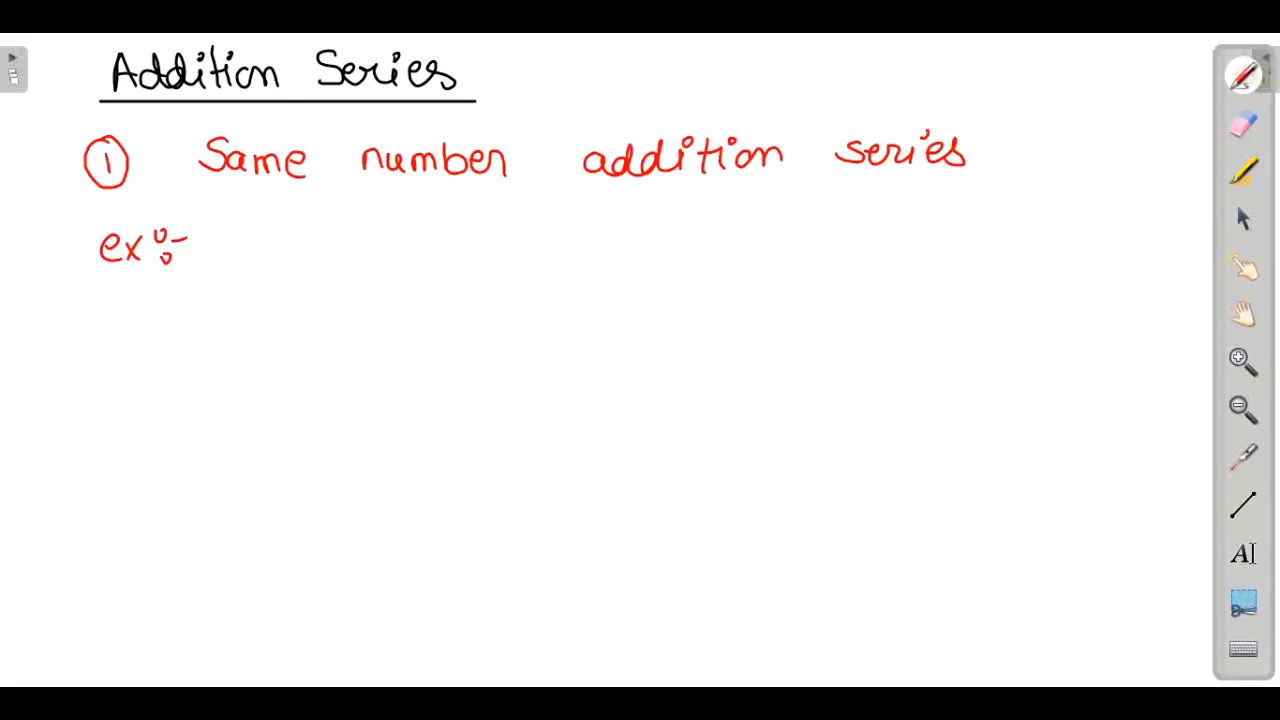 Addition Series
① Same number addition series
ex :-